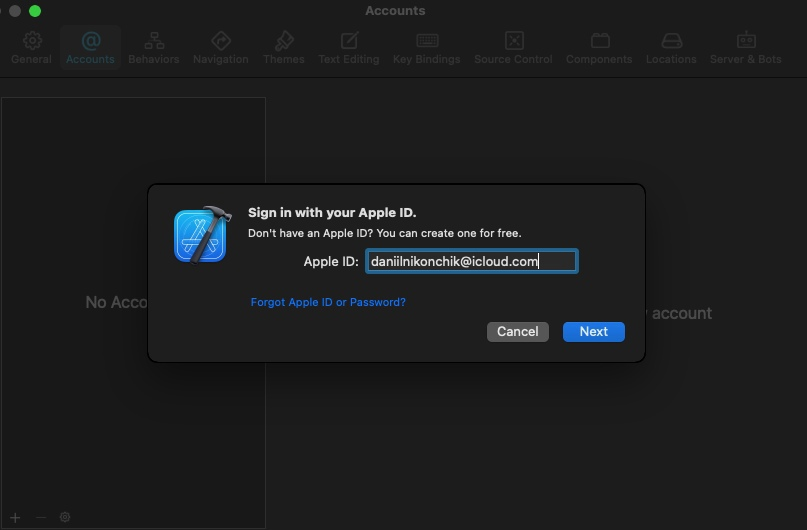 Accounts
General Accounts Behaviors Navigation Themes Text Editing Key Bindings Source Control Components Locations Server & Bots
Sign in with your Apple ID.
Don't have an Apple ID? You can create one for free.
Apple ID: daniilnikonchik@icloud.com
No Acco
account
Forgot Apple ID or Password?
Cancel Next